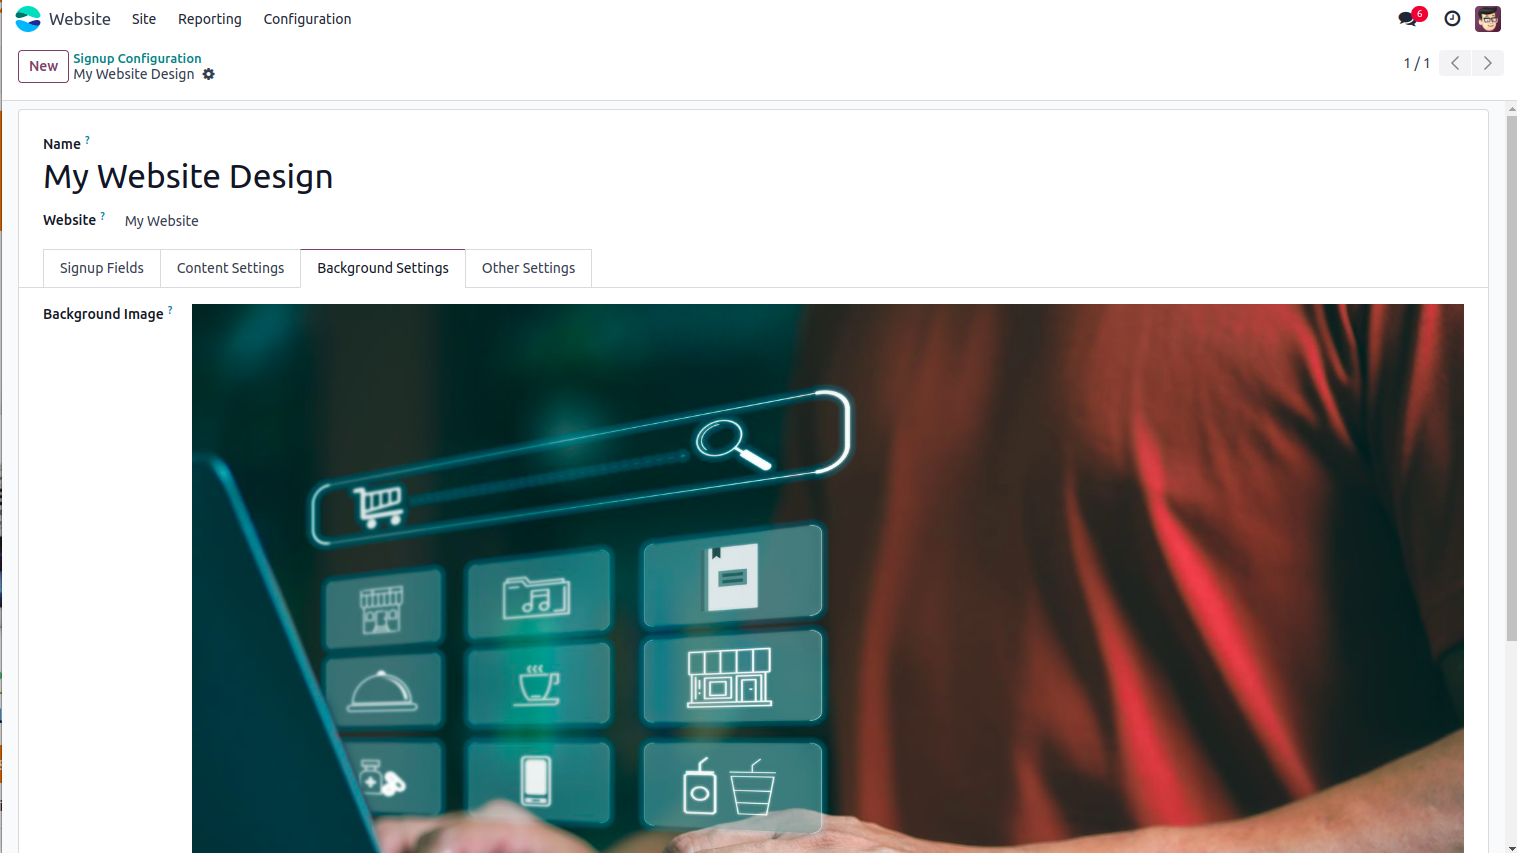 Website Site Reporting Configuration 6
New Signup Configuration
My Website Design 1 / 1
Name ?
My Website Design
Website ? My Website
Signup Fields Content Settings Background Settings Other Settings
Background Image ?